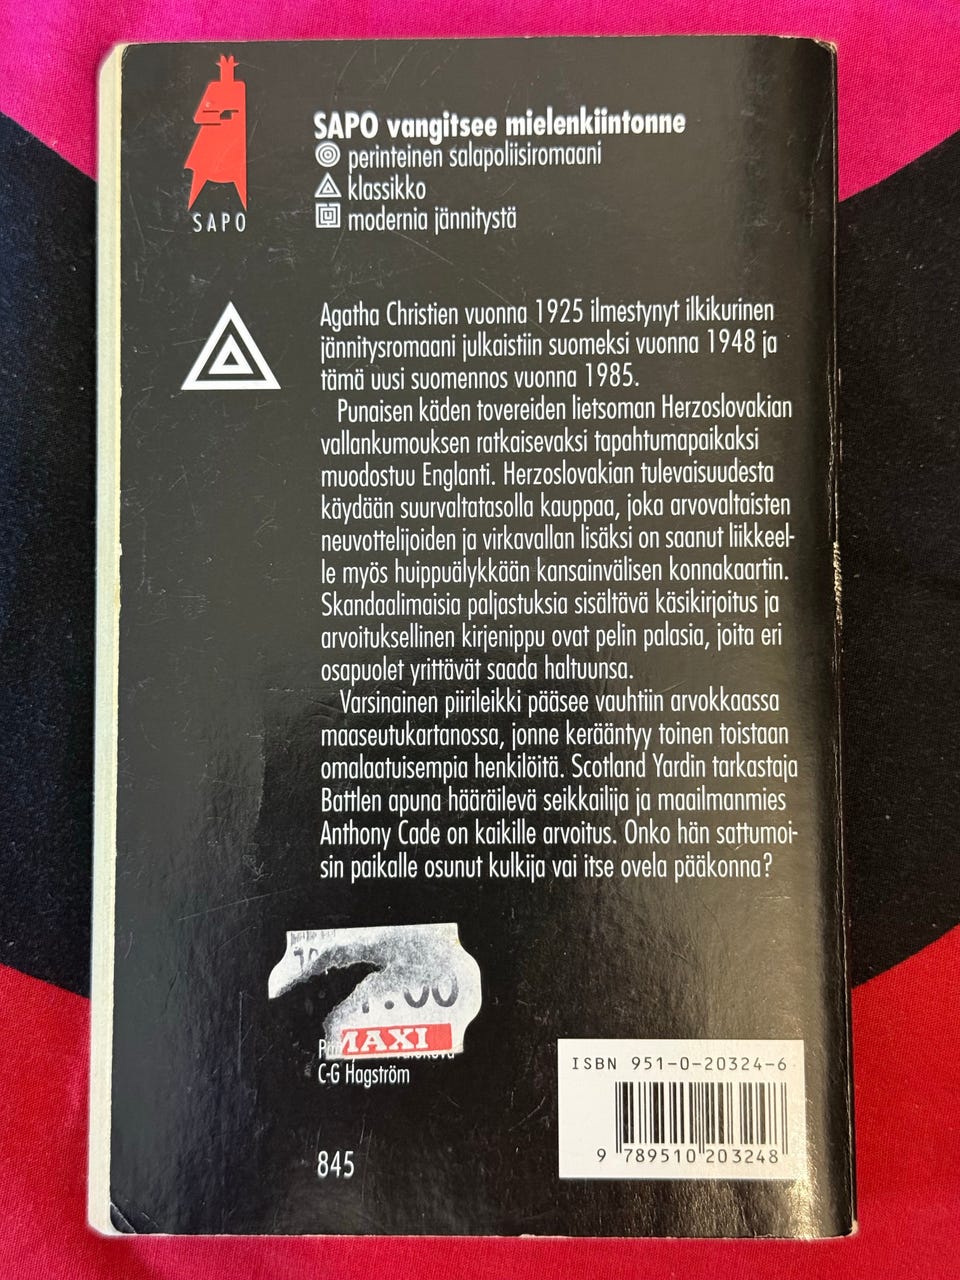 SAPO
SAPO vangitsee mielenkiintonne
perinteinen salapoliisiromaani
klassikko
modernia jännitystä
Agatha Christien vuonna 1925 ilmestynyt ilkikurinen
jännitysromaani julkaistiin suomeksi vuonna 1948 ja
tämä uusi suomennos vuonna 1985.
Punaisen käden tovereiden lietsoman Herzoslovakian
vallankumouksen ratkaisevaksi tapahtumapaikaksi
muodostuu Englanti. Herzoslovakian tulevaisuudesta
käydään suurvaltatasolla kauppaa, joka arvovaltaisten
neuvottelijoiden ja virkavallan lisäksi on saanut liikkeel-
le myös huippuälykkään kansainvälisen konnakaartin.
Skandaalimaisia paljastuksia sisältävä käsikirjoitus ja
arvoituksellinen kirjenippu ovat pelin palasia, joita eri
osapuolet yrittävät saada haltuunsa.
Varsinainen piirileikki pääsee vauhtiin arvokkaassa
maaseutukartanossa, jonne kerääntyy toinen toistaan
omalaatuisempia henkilöitä. Scotland Yardin tarkastaja
Battlen apuna hääräilevä seikkailija ja maailmanmies
Anthony Cade on kaikille arvoitus. Onko hän sattumoi-
sin paikalle osunut kulkija vai itse ovela pääkonna?
MAXI
C-G Hagström
845
ISBN 951-0-20324-6
9 789510 203248